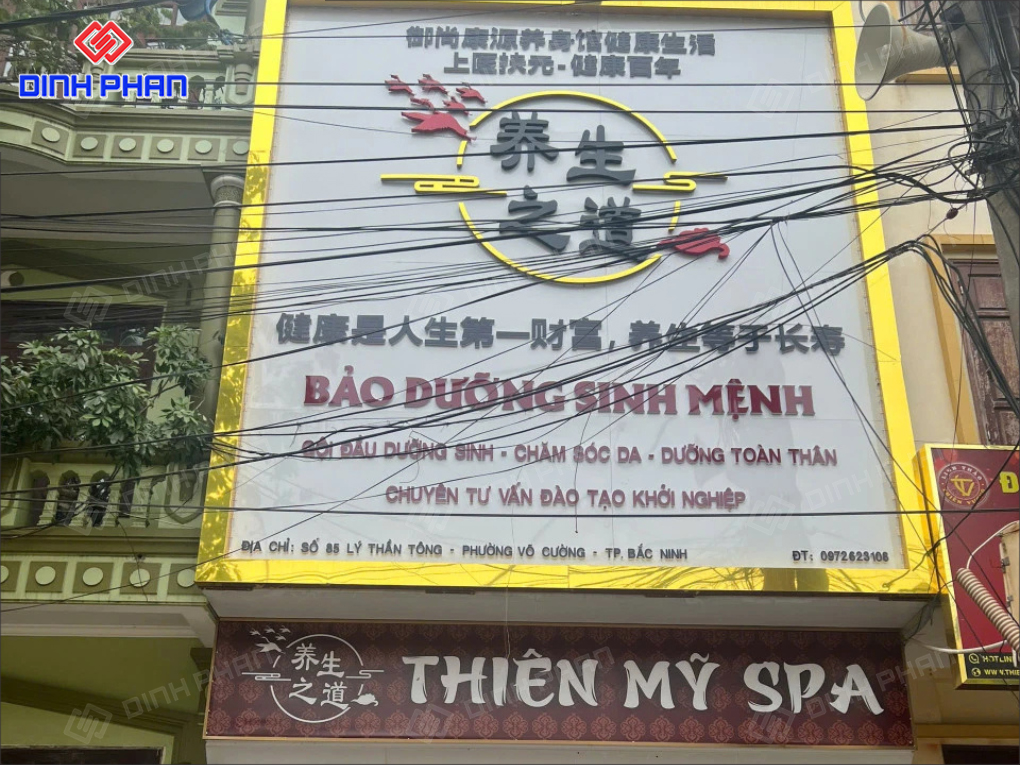 DINH PHAN
御尚康源养身馆健康生活
上医扶元-健康百年
养生
之道
健康是人生第一财富，养生等于长寿
BẢO DƯỠNG SINH MỆNH
GỘI ĐẦU DƯỠNG SINH - CHĂM SÓC DA - DƯỠNG TOÀN THÂN
CHUYÊN TƯ VẤN ĐÀO TẠO KHỞI NGHIỆP
ĐỊA CHỈ: SỐ 85 LÝ THẦN TÔNG - PHƯỜNG VÕ CƯỜNG - TP. BẮC NINH
ĐT: 0972623108
养生
之道
THIÊN MỸ SPA
HOTLINE